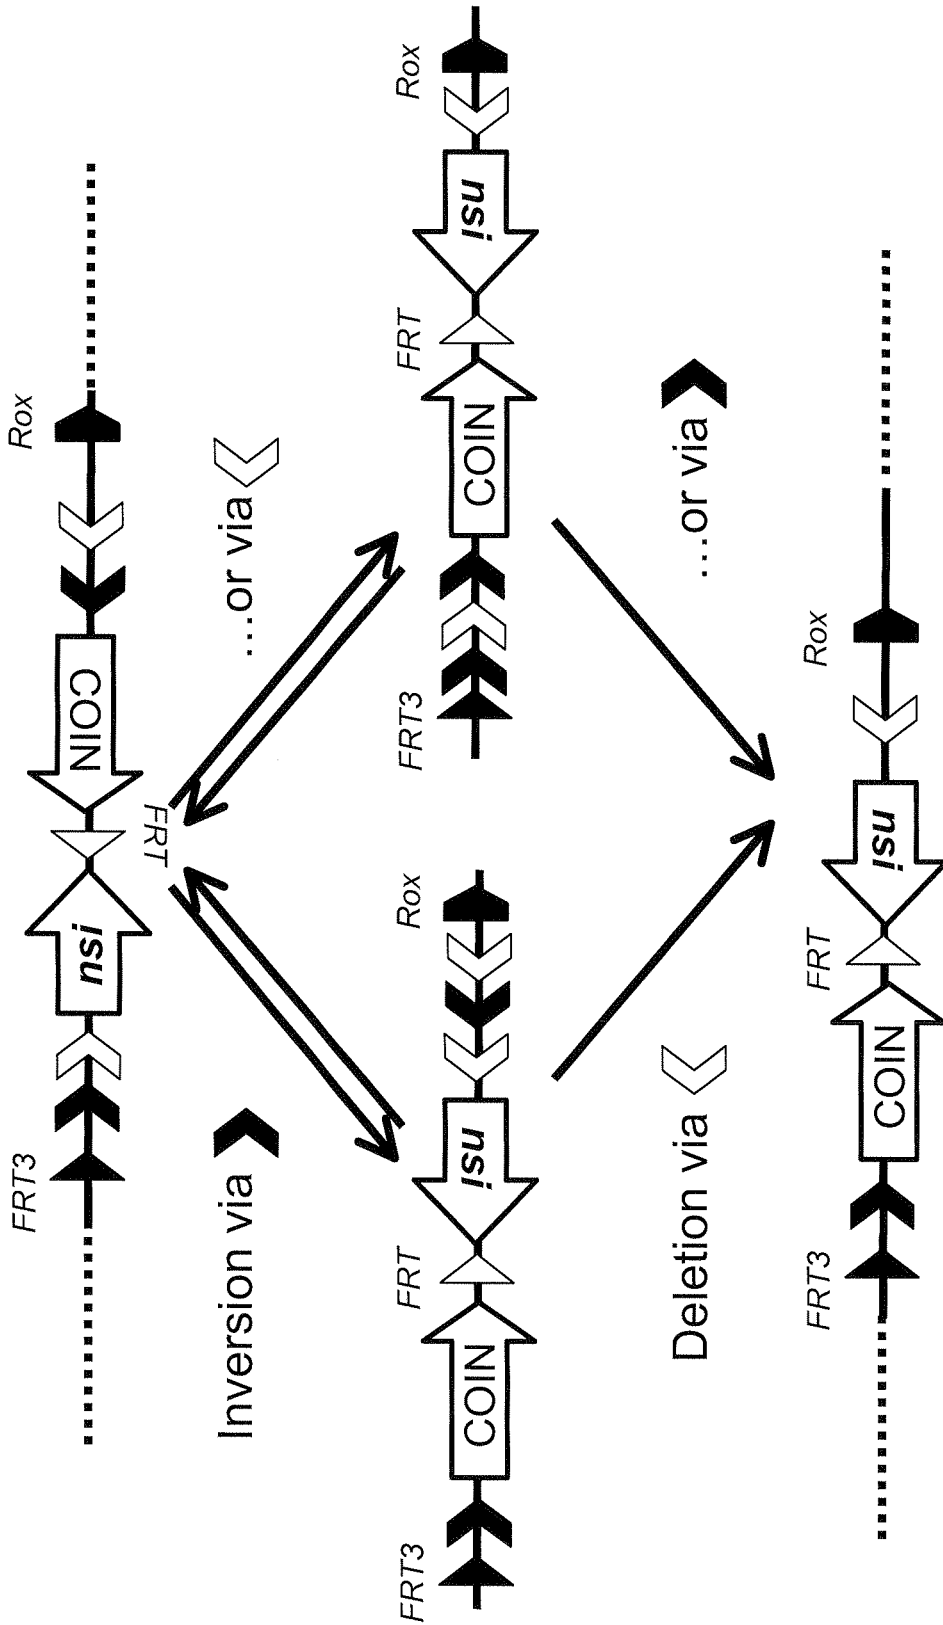 FRT3
nsi
FRT
COIN
Rox
Inversion via
...or via
FRT3
COIN
FRT
nsi
Rox
FRT3
COIN
FRT
nsi
Rox
Deletion via
...or via
FRT3
COIN
FRT
nsi
Rox